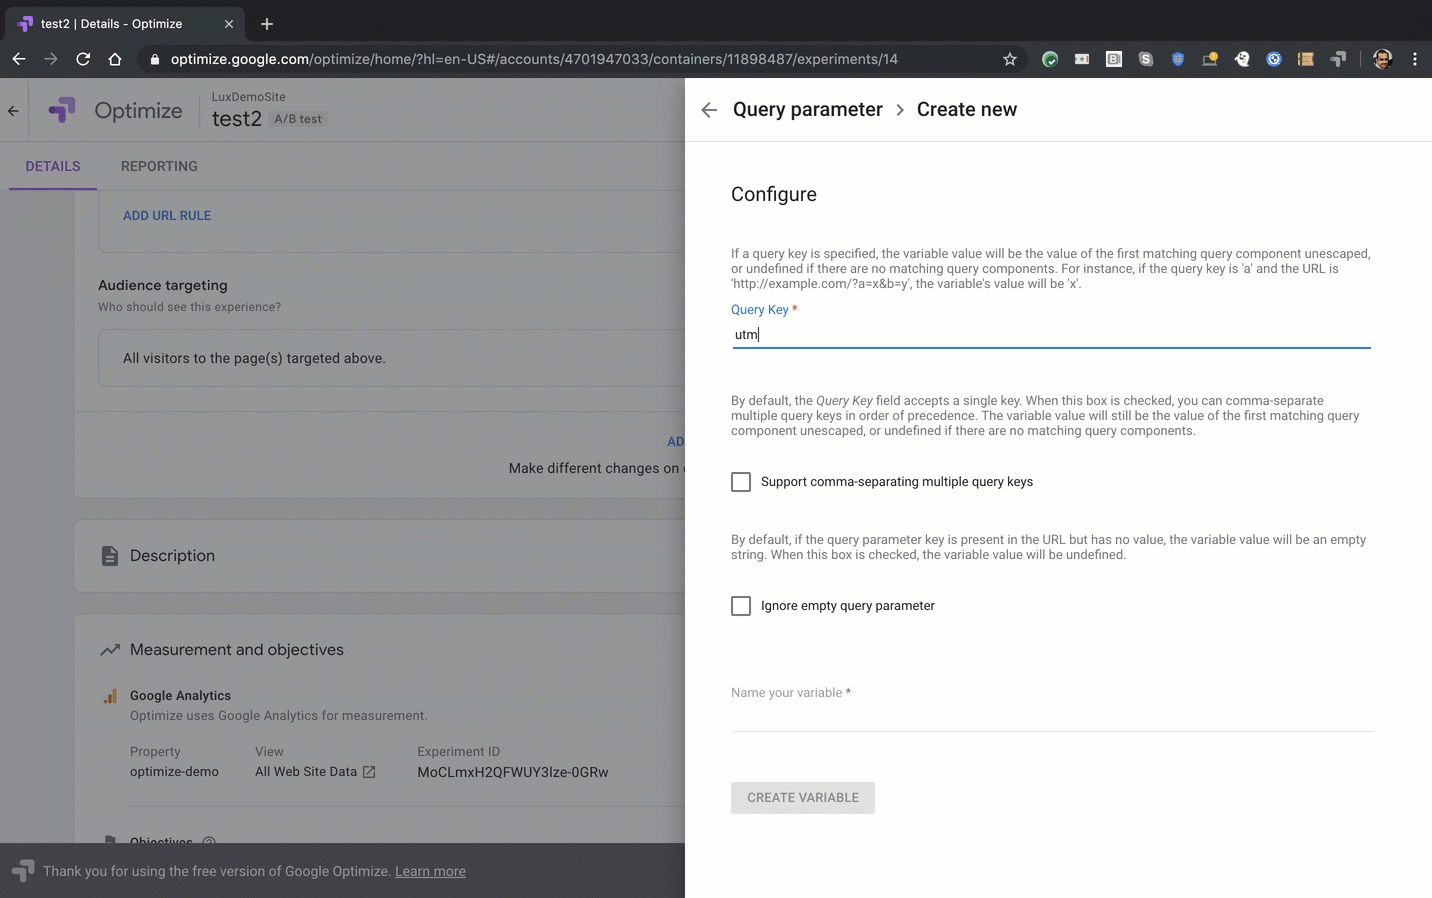 test2 | Details - Optimize
optimize.google.com/optimize/home/?hl=en-US#/accounts/4701947033/containers/11898487/experiments/14
Optimize
LuxDemoSite
test2 A/B test
DETAILS REPORTING
ADD URL RULE
Audience targeting
Who should see this experience?
All visitors to the page(s) targeted above.
AD
Make different changes on
Description
Measurement and objectives
Google Analytics
Optimize uses Google Analytics for measurement.
Property View Experiment ID
optimize-demo All Web Site Data MoCLmxH2QFWUY3lze-0GRw
Objectives
Thank you for using the free version of Google Optimize. Learn more
Query parameter > Create new
Configure
If a query key is specified, the variable value will be the value of the first matching query component unescaped,
or undefined if there are no matching query components. For instance, if the query key is 'a' and the URL is
'http://example.com/?a=x&b=y', the variable's value will be 'x'.
Query Key *
utm
By default, the Query Key field accepts a single key. When this box is checked, you can comma-separate
multiple query keys in order of precedence. The variable value will still be the value of the first matching query
component unescaped, or undefined if there are no matching query components.
Support comma-separating multiple query keys
By default, if the query parameter key is present in the URL but has no value, the variable value will be an empty
string. When this box is checked, the variable value will be undefined.
Ignore empty query parameter
Name your variable *
CREATE VARIABLE